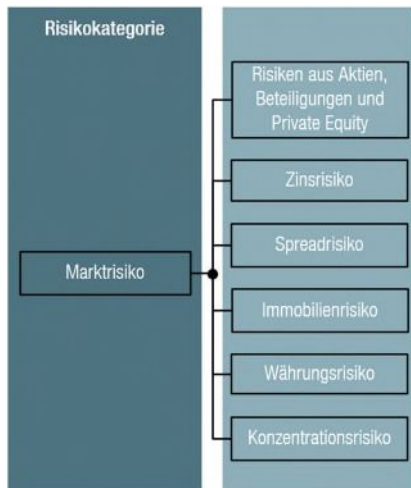 Risikokategorie
Risiken aus Aktien,
Beteiligungen und
Private Equity
Zinsrisiko
Spreadrisiko
Marktrisiko
Immobilienrisiko
Währungsrisiko
Konzentrationsrisiko